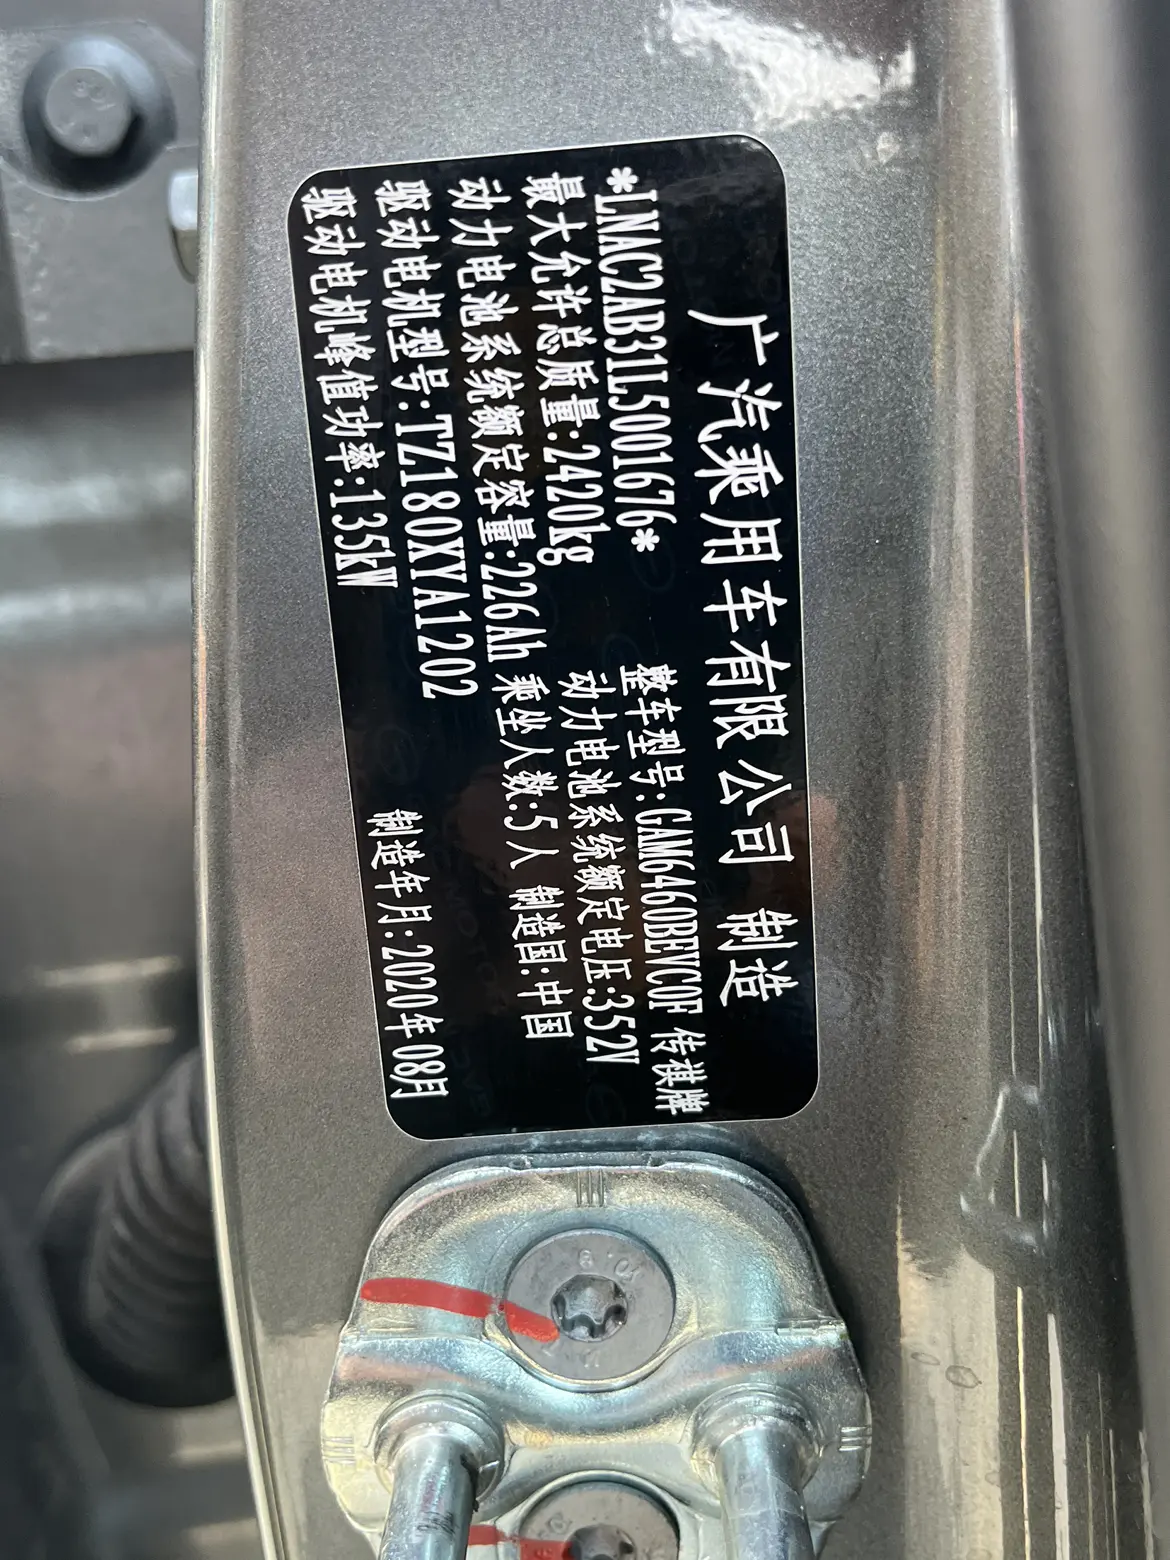 广汽乘用车有限公司 制造
*LNAC2AB31L5001676* 整车型号:GAM6460BEVC0F 传祺牌
最大允许总质量:2420kg 动力电池系统额定电压:352V
动力电池系统额定容量:226Ah 乘坐人数:5人 制造国:中国
驱动电机型号:TZ180XYA1202
驱动电机峰值功率:135kW 制造年月:2020年08月